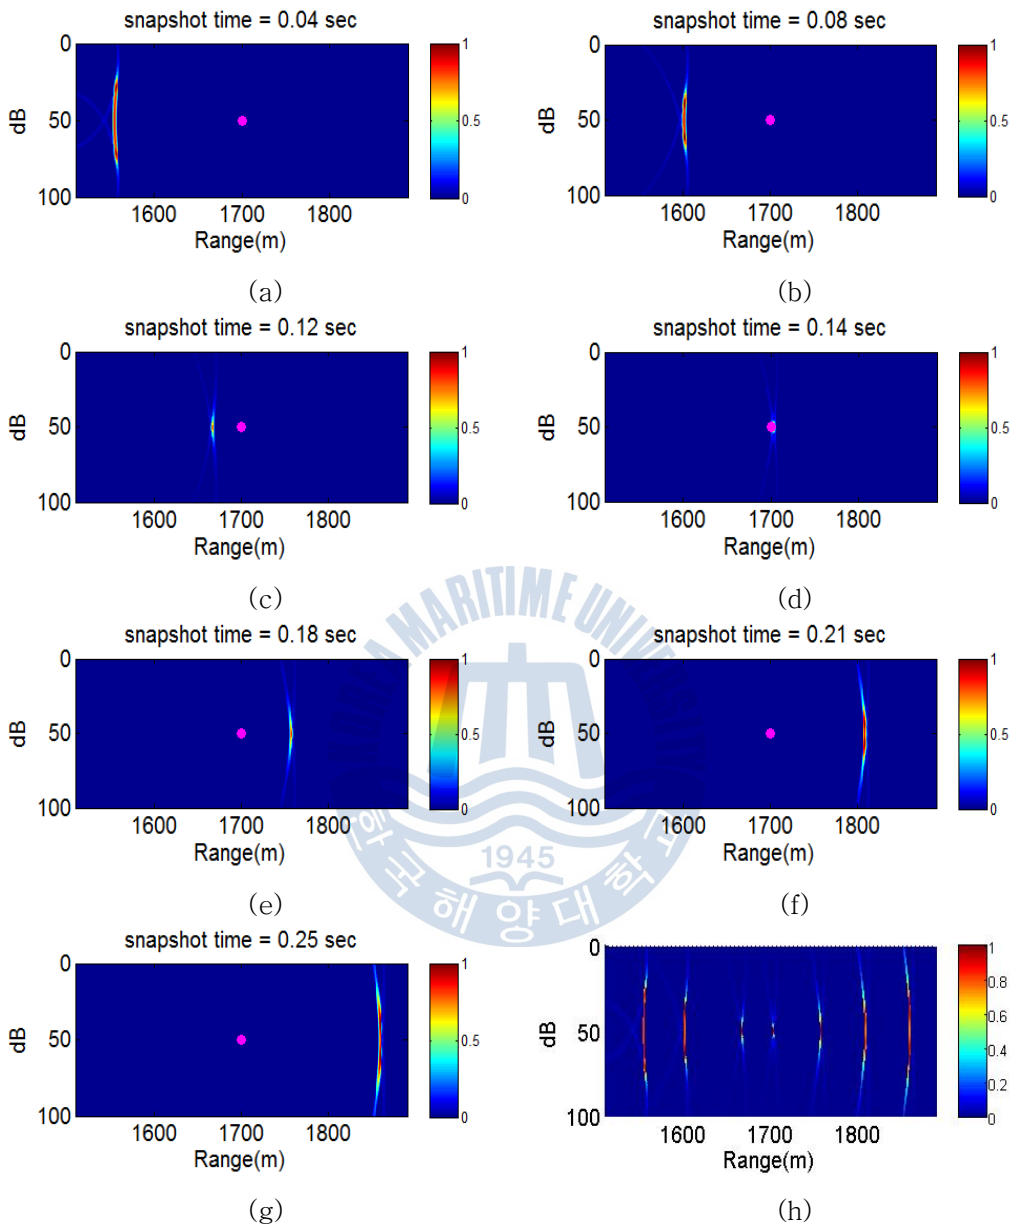 snapshot time = 0.04 sec
0
50
100
dB
1600 1700 1800
Range(m)
1
0.5
0
(a)
snapshot time = 0.08 sec
0
50
100
dB
1600 1700 1800
Range(m)
1
0.5
0
(b)
snapshot time = 0.12 sec
0
50
100
dB
1600 1700 1800
Range(m)
1
0.5
0
(c)
snapshot time = 0.14 sec
0
50
100
dB
1600 1700 1800
Range(m)
1
0.5
0
(d)
snapshot time = 0.18 sec
0
50
100
dB
1600 1700 1800
Range(m)
1
0.5
0
(e)
snapshot time = 0.21 sec
0
50
100
dB
1600 1700 1800
Range(m)
1
0.5
0
(f)
snapshot time = 0.25 sec
0
50
100
dB
1600 1700 1800
Range(m)
1
0.5
0
(g)
0
50
100
dB
1600 1700 1800
Range(m)
1
0.8
0.6
0.4
0.2
0
(h)
KOREA MARITIME UNIVERSITY
1945
한국해양대학교